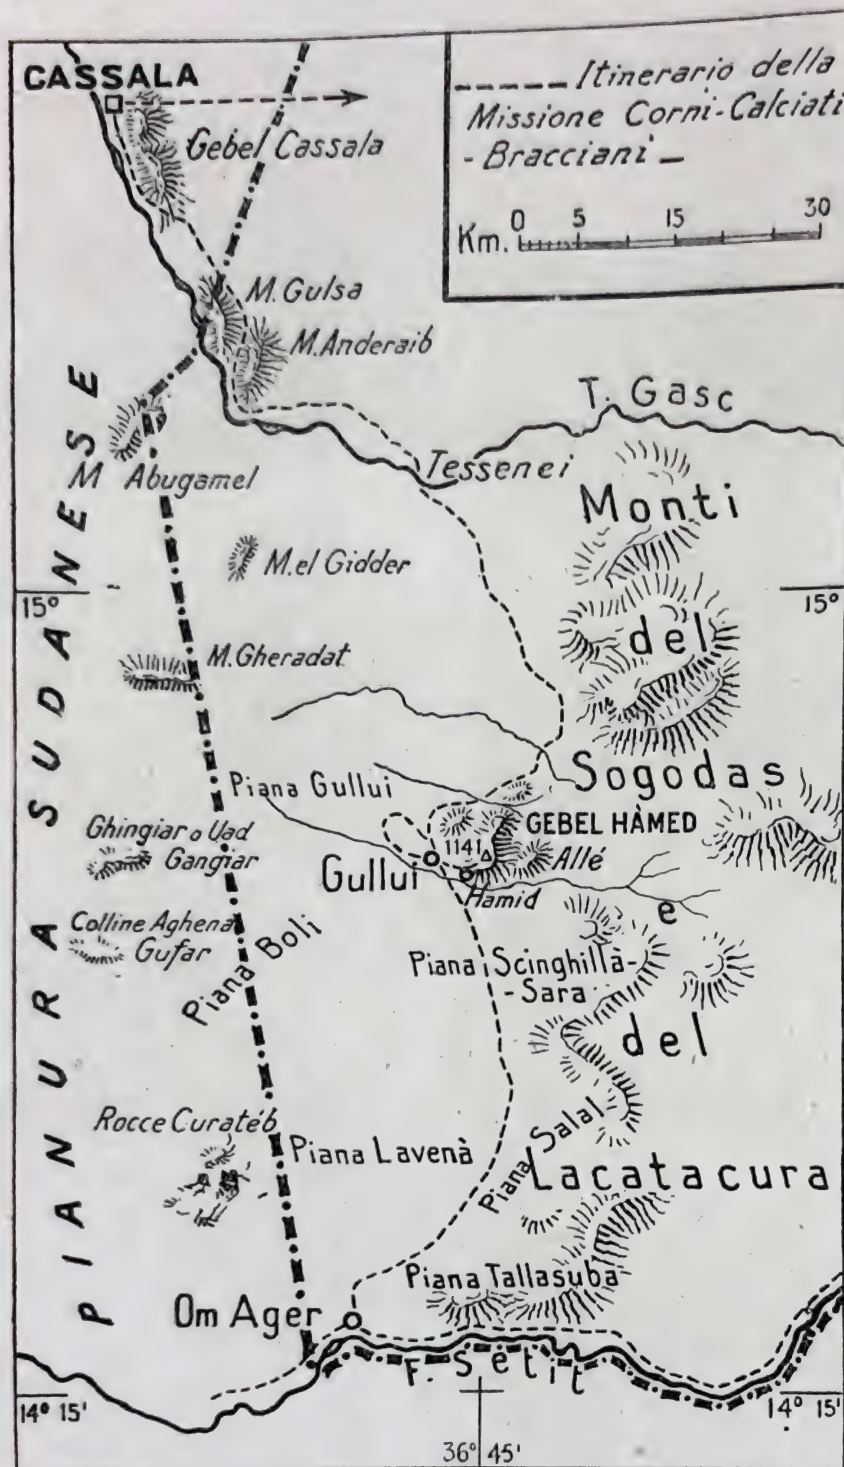 CASSALA
Itinerario della
Missione Corni-Calciati
-Bracciani
Km. 0 5 15 30
Gebel Cassala
M. Gulsa
M. Anderaib
T. Gasc
M Abugamel
Tessenei
Monti
M. el Gidder
15° 15°
del
M. Gheradat
PIANURA SUDANESE
Sogodas
Piana Gullui
GEBEL HÀMED
Ghingiar o Uad
Gangiar
1141
Allé
Gullui
Hamid
e
Colline Aghena
Gufar
Piana Boli
Piana Scinghillà-
-Sara
del
Rocce Curatéb
Piana Lavenà
Piana Salal
Lacatacura
Piana Tallasuba
Om Ager
F. Setit
14° 15' 14° 15'
36° 45'